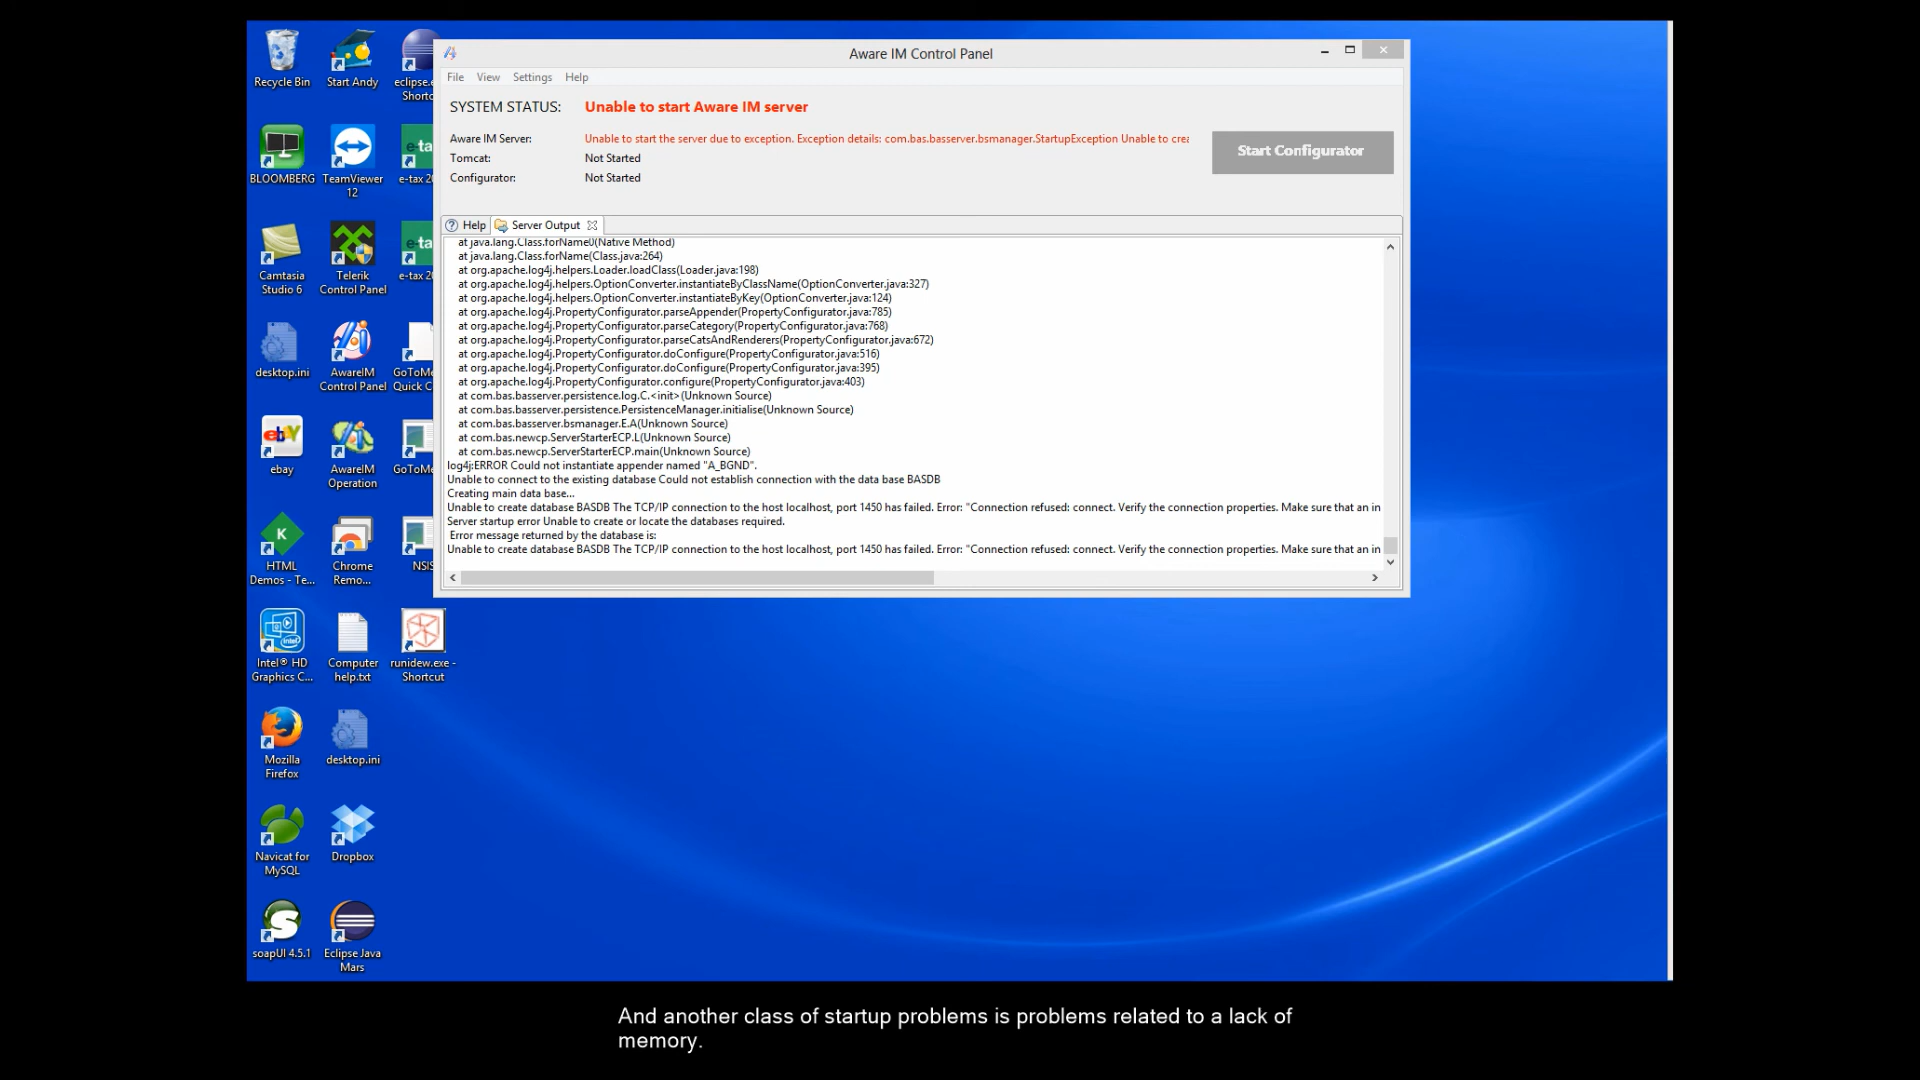 Recycle Bin
Start Andy
eclipse.e
Shortc
BLOOMBERG
TeamViewer
12
e-tax 20
Camtasia
Studio 6
Telerik
Control Panel
e-tax 20
desktop.ini
AwareIM
Control Panel
GoToMe
Quick C
ebay
AwareIM
Operation
GoToMe
HTML
Demos - Te...
Chrome
Remo...
NSIS
Intel® HD
Graphics C...
Computer
help.txt
runidew.exe -
Shortcut
Mozilla
Firefox
desktop.ini
Navicat for
MySQL
Dropbox
soapUI 4.5.1
Eclipse Java
Mars
Aware IM Control Panel
File View Settings Help
SYSTEM STATUS: Unable to start Aware IM server
Aware IM Server: Unable to start the server due to exception. Exception details: com.bas.basserver.bsmanager.StartupException Unable to crea
Tomcat: Not Started
Configurator: Not Started
Start Configurator
Help Server Output
at java.lang.Class.forName0(Native Method)
at java.lang.Class.forName(Class.java:264)
at org.apache.log4j.helpers.Loader.loadClass(Loader.java:198)
at org.apache.log4j.helpers.OptionConverter.instantiateByClassName(OptionConverter.java:327)
at org.apache.log4j.helpers.OptionConverter.instantiateByKey(OptionConverter.java:124)
at org.apache.log4j.PropertyConfigurator.parseAppender(PropertyConfigurator.java:785)
at org.apache.log4j.PropertyConfigurator.parseCategory(PropertyConfigurator.java:768)
at org.apache.log4j.PropertyConfigurator.parseCatsAndRenderers(PropertyConfigurator.java:672)
at org.apache.log4j.PropertyConfigurator.doConfigure(PropertyConfigurator.java:516)
at org.apache.log4j.PropertyConfigurator.doConfigure(PropertyConfigurator.java:395)
at org.apache.log4j.PropertyConfigurator.configure(PropertyConfigurator.java:403)
at com.bas.basserver.persistence.log.C.<init>(Unknown Source)
at com.bas.basserver.persistence.PersistenceManager.initialise(Unknown Source)
at com.bas.basserver.bsmanager.E.A(Unknown Source)
at com.bas.newcp.ServerStarterECP.L(Unknown Source)
at com.bas.newcp.ServerStarterECP.main(Unknown Source)
log4j:ERROR Could not instantiate appender named "A_BGND".
Unable to connect to the existing database Could not establish connection with the data base BASDB
Creating main data base...
Unable to create database BASDB The TCP/IP connection to the host localhost, port 1450 has failed. Error: "Connection refused: connect. Verify the connection properties. Make sure that an in
Server startup error Unable to create or locate the databases required.
Error message returned by the database is:
Unable to create database BASDB The TCP/IP connection to the host localhost, port 1450 has failed. Error: "Connection refused: connect. Verify the connection properties. Make sure that an in
And another class of startup problems is problems related to a lack of
memory.